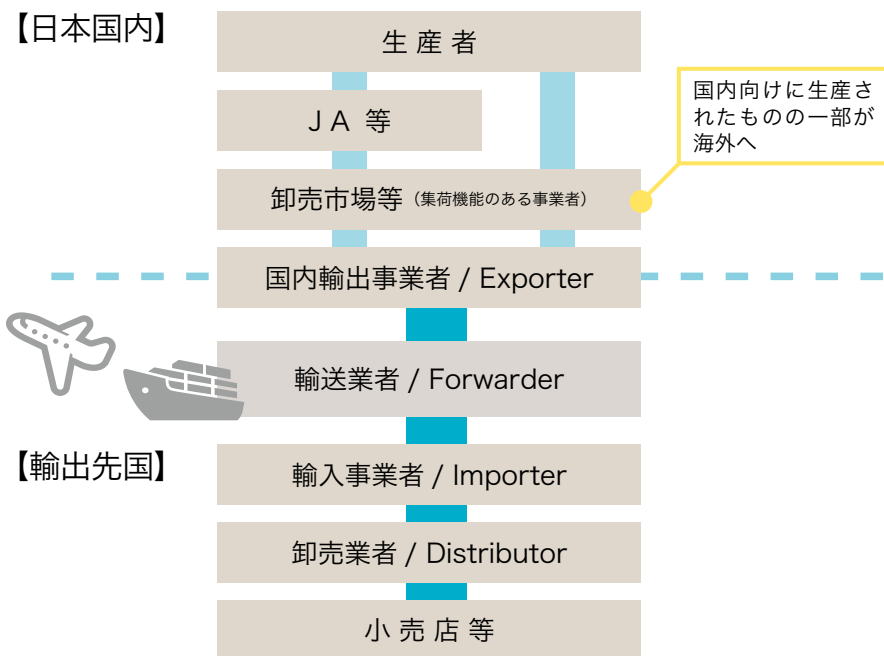 【日本国内】
生産者
JA 等
国内向けに生産さ
れたものの一部が
海外へ
卸売市場等（集荷機能のある事業者）
国内輸出事業者 / Exporter
輸送業者 / Forwarder
【輸出先国】
輸入事業者 / Importer
卸売業者 / Distributor
小売店等